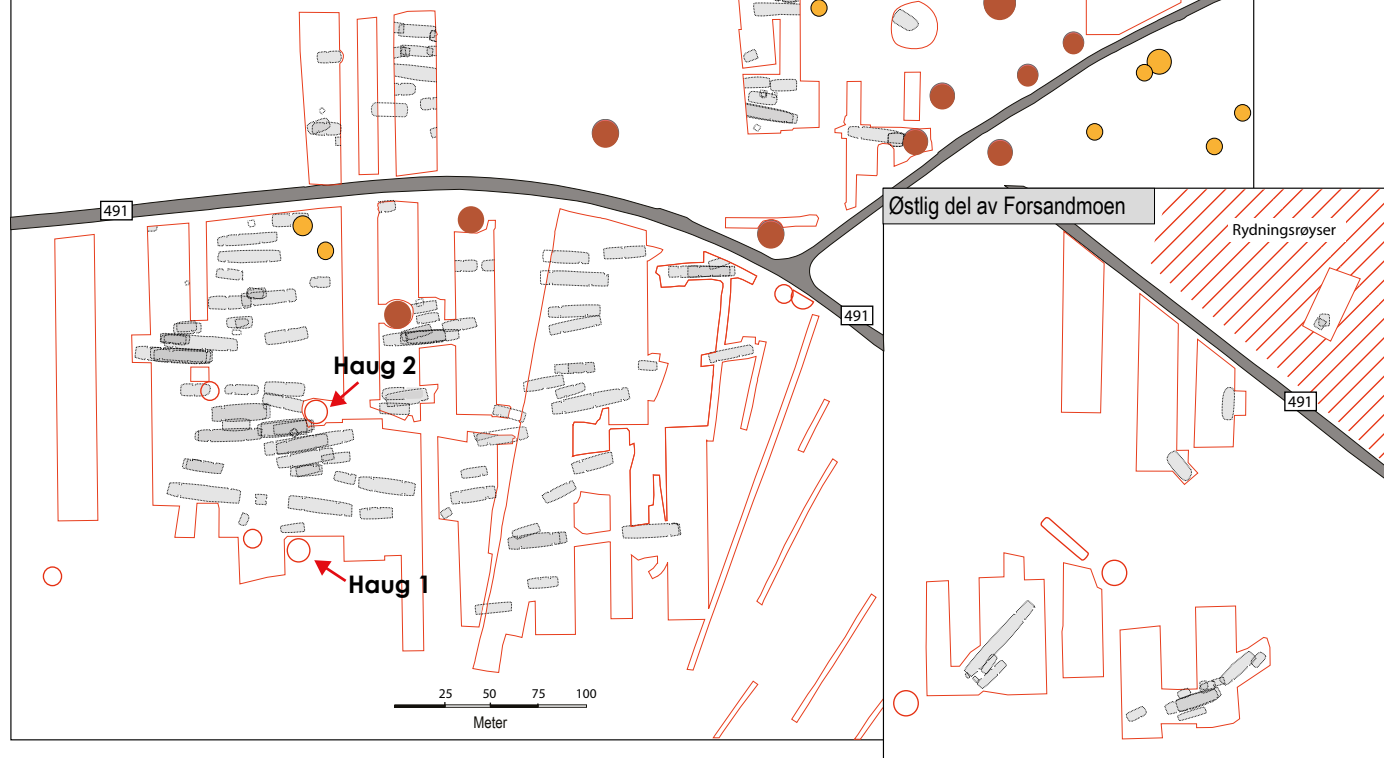 491
Østlig del av Forsandmoen
Rydningsrøyser
491
Haug 2
491
Haug 1
25 50 75 100
Meter